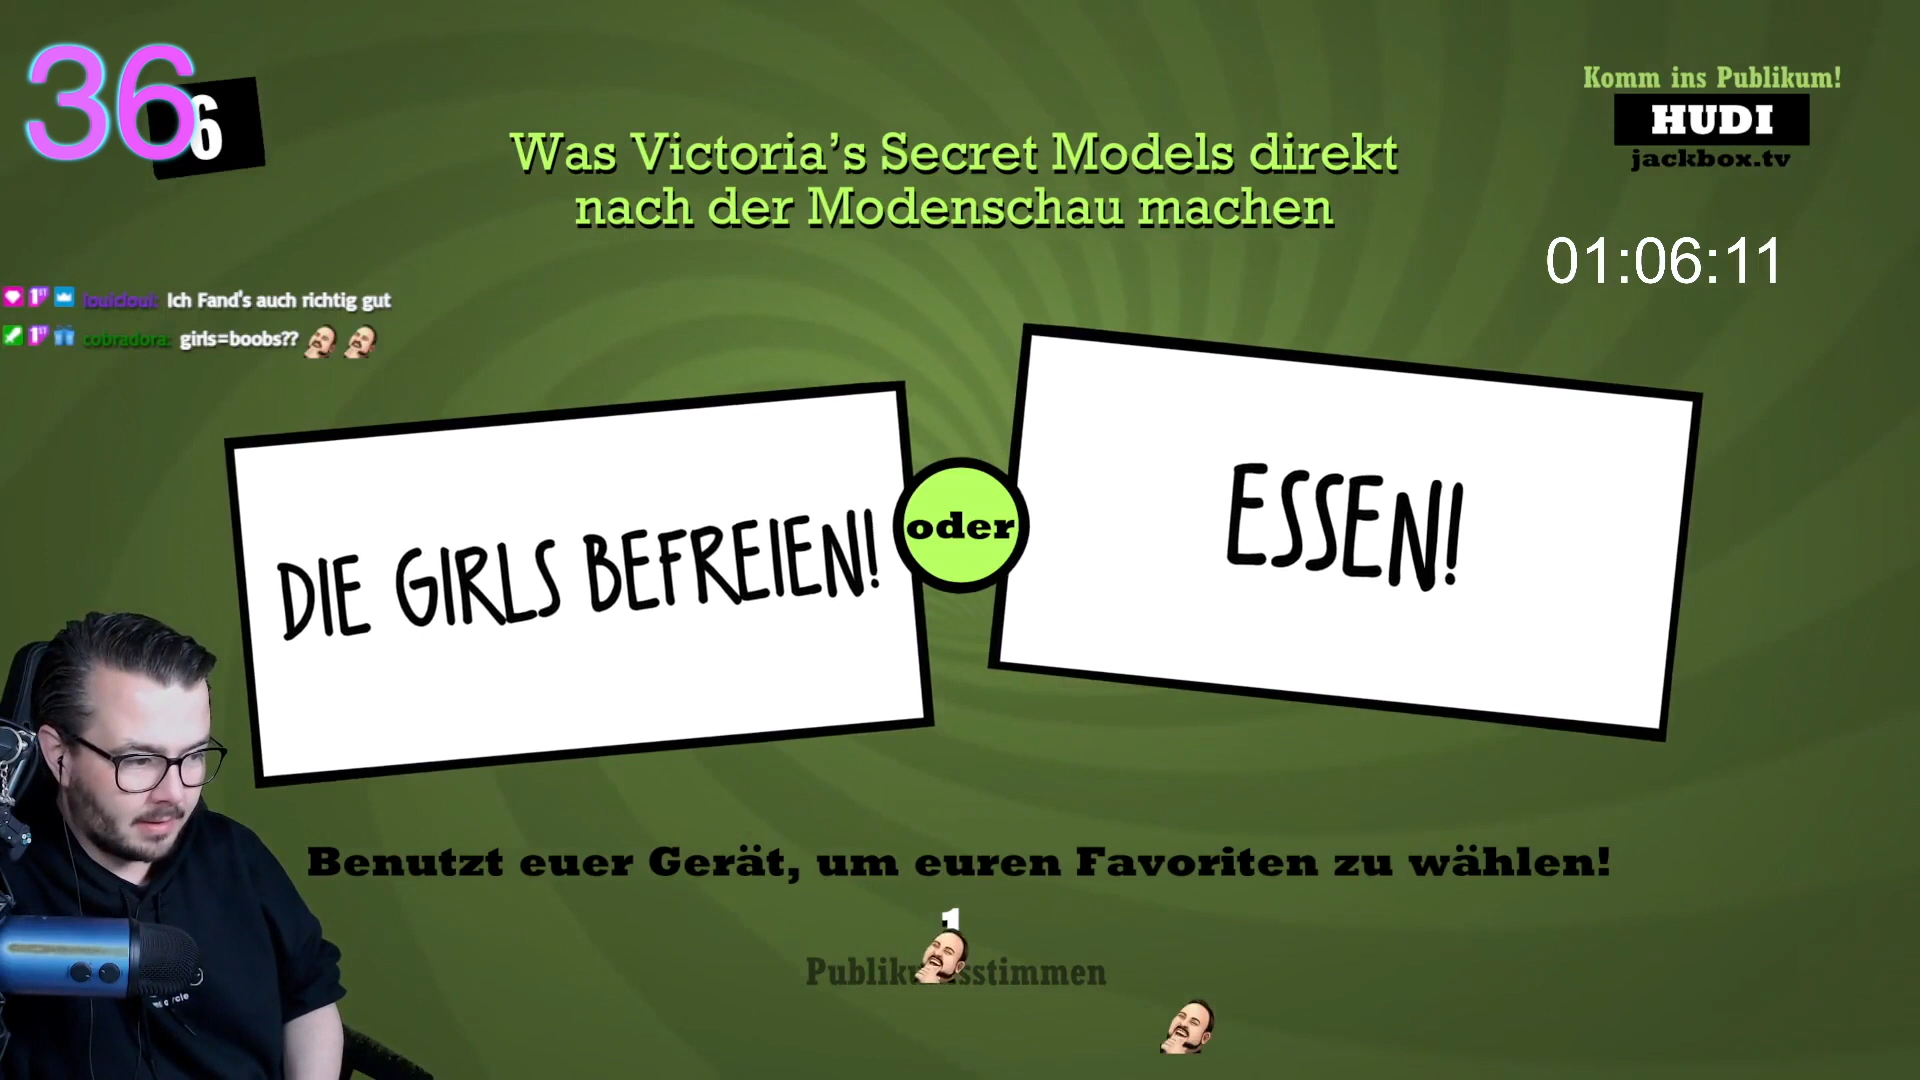 36
6
Komm ins Publikum!
HUDI
jackbox.tv
Was Victoria's Secret Models direkt
nach der Modenschau machen
01:06:11
louicloui: Ich Fand's auch richtig gut
cobradora: girls=boobs??
DIE GIRLS BEFREIEN!
oder
ESSEN!
Benutzt euer Gerät, um euren Favoriten zu wählen!
1